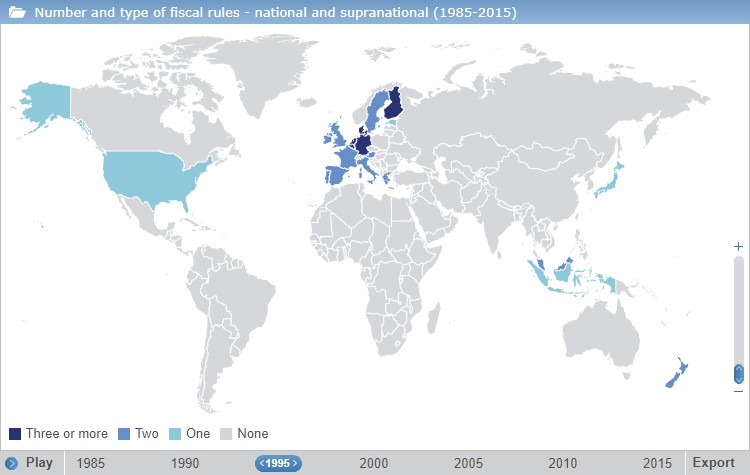 Number and type of fiscal rules - national and supranational (1985-2015)
+
−
Three or more Two One None
Play 1985 1990 <1995> 2000 2005 2010 2015 Export